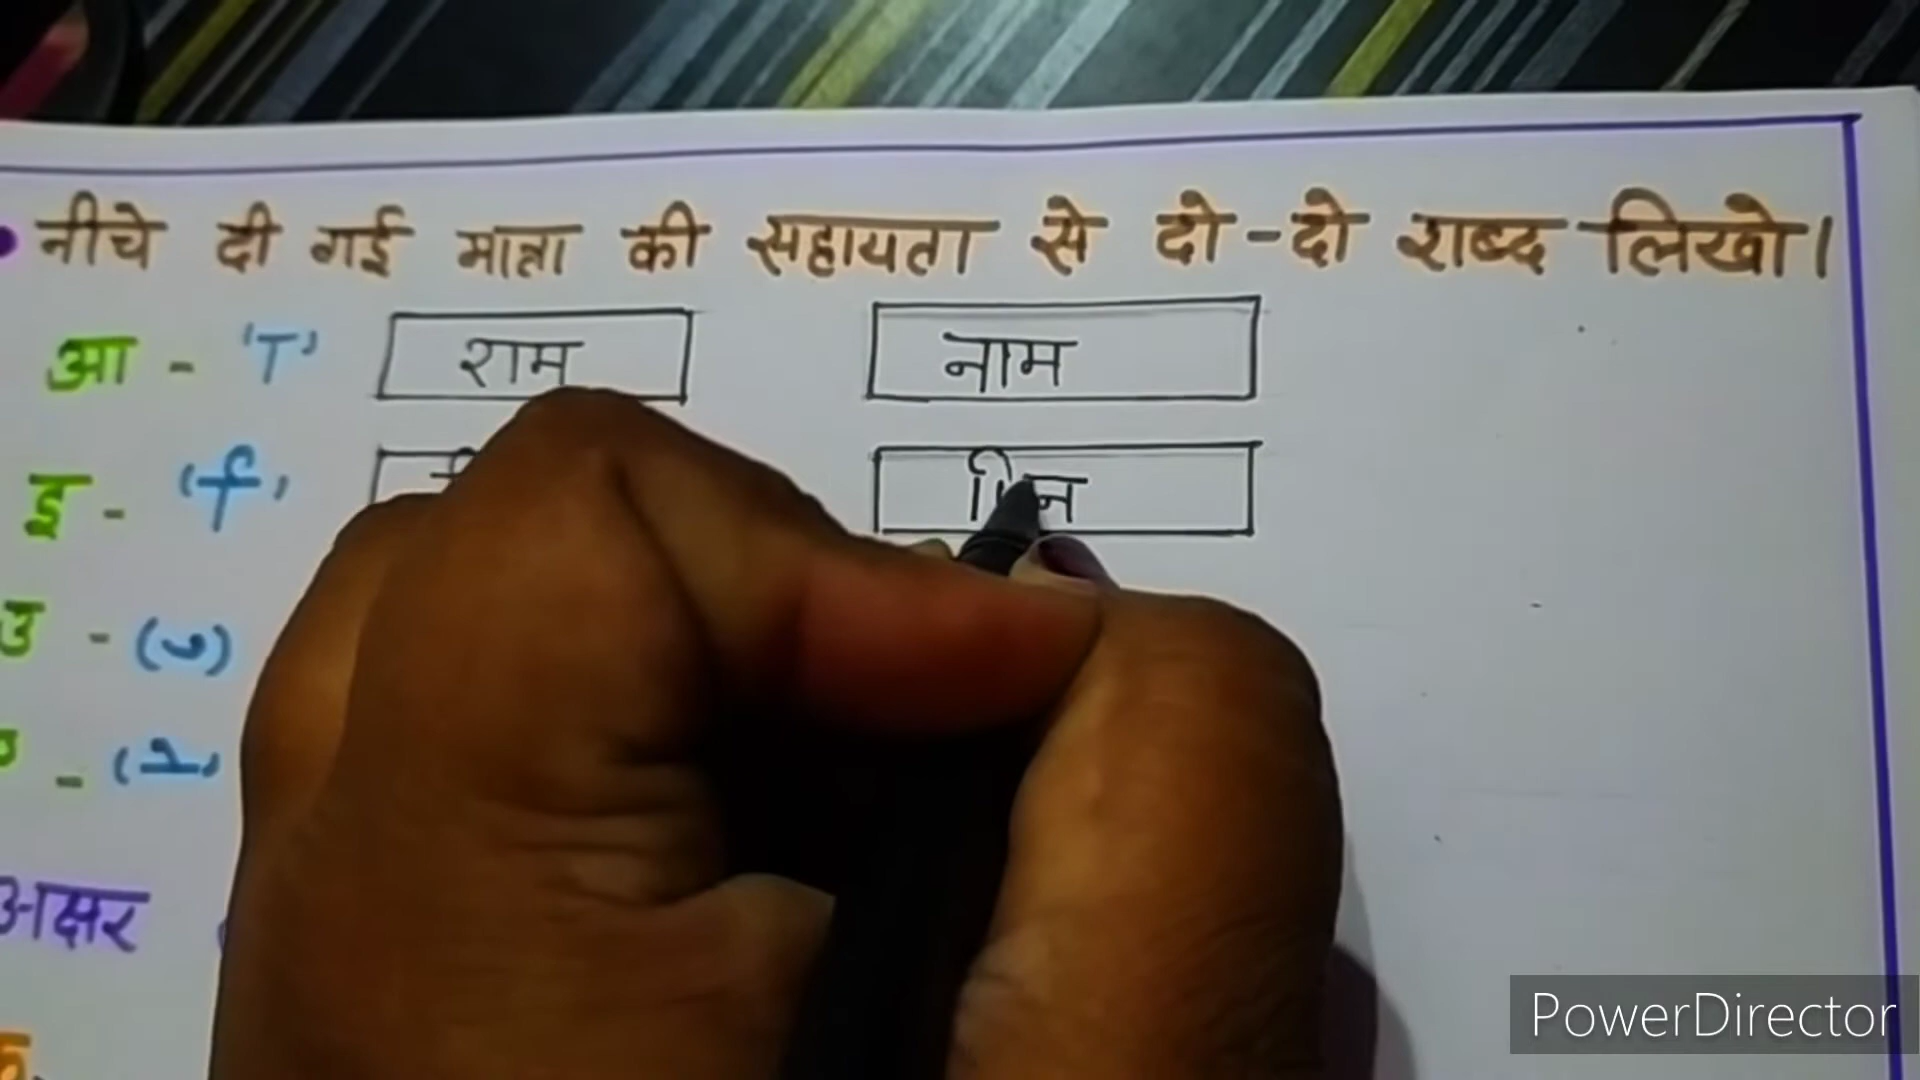 नीचे दी गई मात्रा की सहायता से दो-दो शब्द लिखो।
आ - 'ा' राम नाम
इ - 'ि'
उ - (ु)
- (े)
अक्षर
PowerDirector